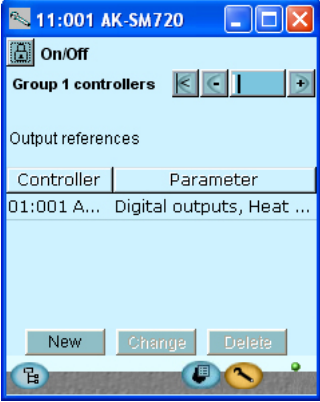 11:001 AK-SM720
On/Off
Group 1 controllers
Output references
Controller Parameter
01:001 A... Digital outputs, Heat ...
New Change Delete